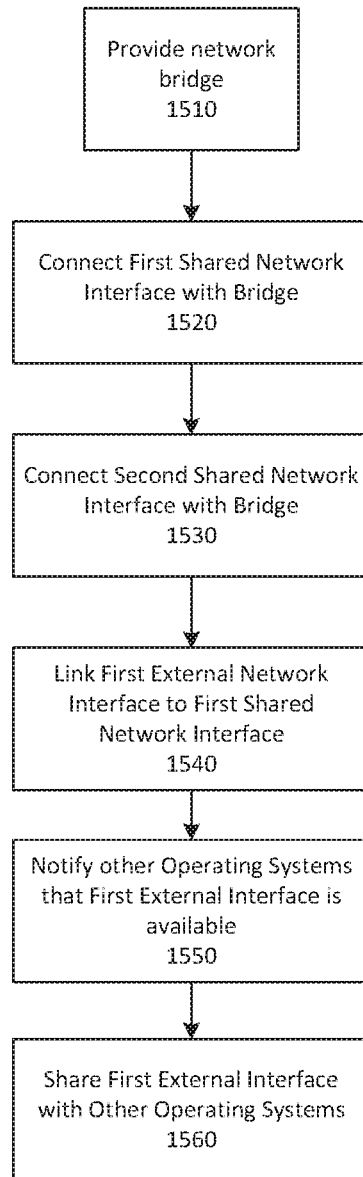 Provide network
bridge
1510
Connect First Shared Network
Interface with Bridge
1520
Connect Second Shared Network
Interface with Bridge
1530
Link First External Network
Interface to First Shared
Network Interface
1540
Notify other Operating Systems
that First External Interface is
available
1550
Share First External Interface
with Other Operating Systems
1560